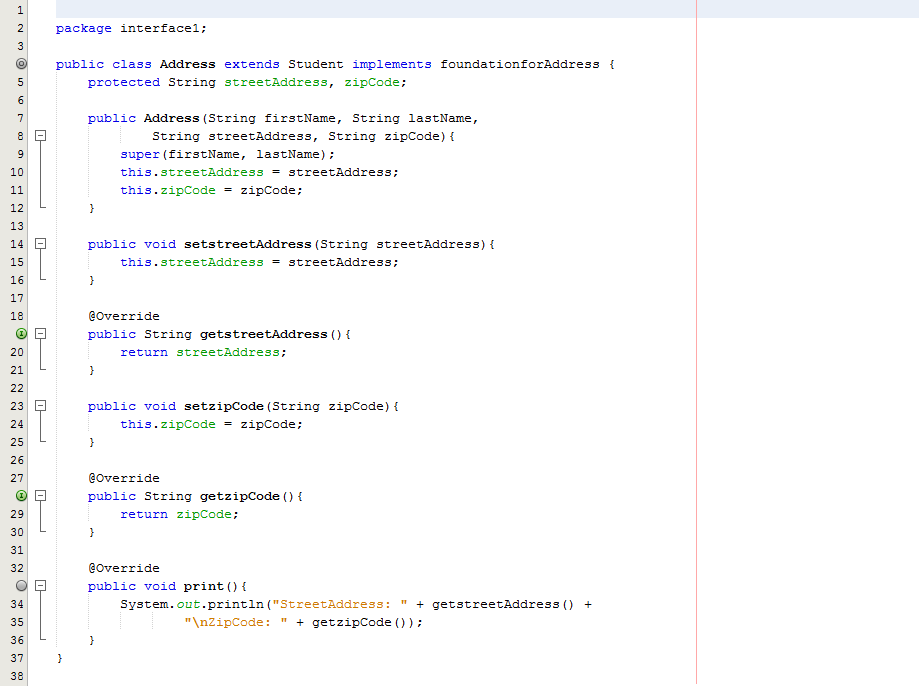 1
2 package interface1;
3
public class Address extends Student implements foundationforAddress {
5 protected String streetAddress, zipCode;
6
7 public Address(String firstName, String lastName,
8 String streetAddress, String zipCode){
9 super(firstName, lastName);
10 this.streetAddress = streetAddress;
11 this.zipCode = zipCode;
12 }
13
14 public void setstreetAddress(String streetAddress){
15 this.streetAddress = streetAddress;
16 }
17
18 @Override
public String getstreetAddress(){
20 return streetAddress;
21 }
22
23 public void setzipCode(String zipCode){
24 this.zipCode = zipCode;
25 }
26
27 @Override
public String getzipCode(){
29 return zipCode;
30 }
31
32 @Override
public void print(){
34 System.out.println("StreetAddress: " + getstreetAddress() +
35 "\nZipCode: " + getzipCode());
36 }
37 }
38